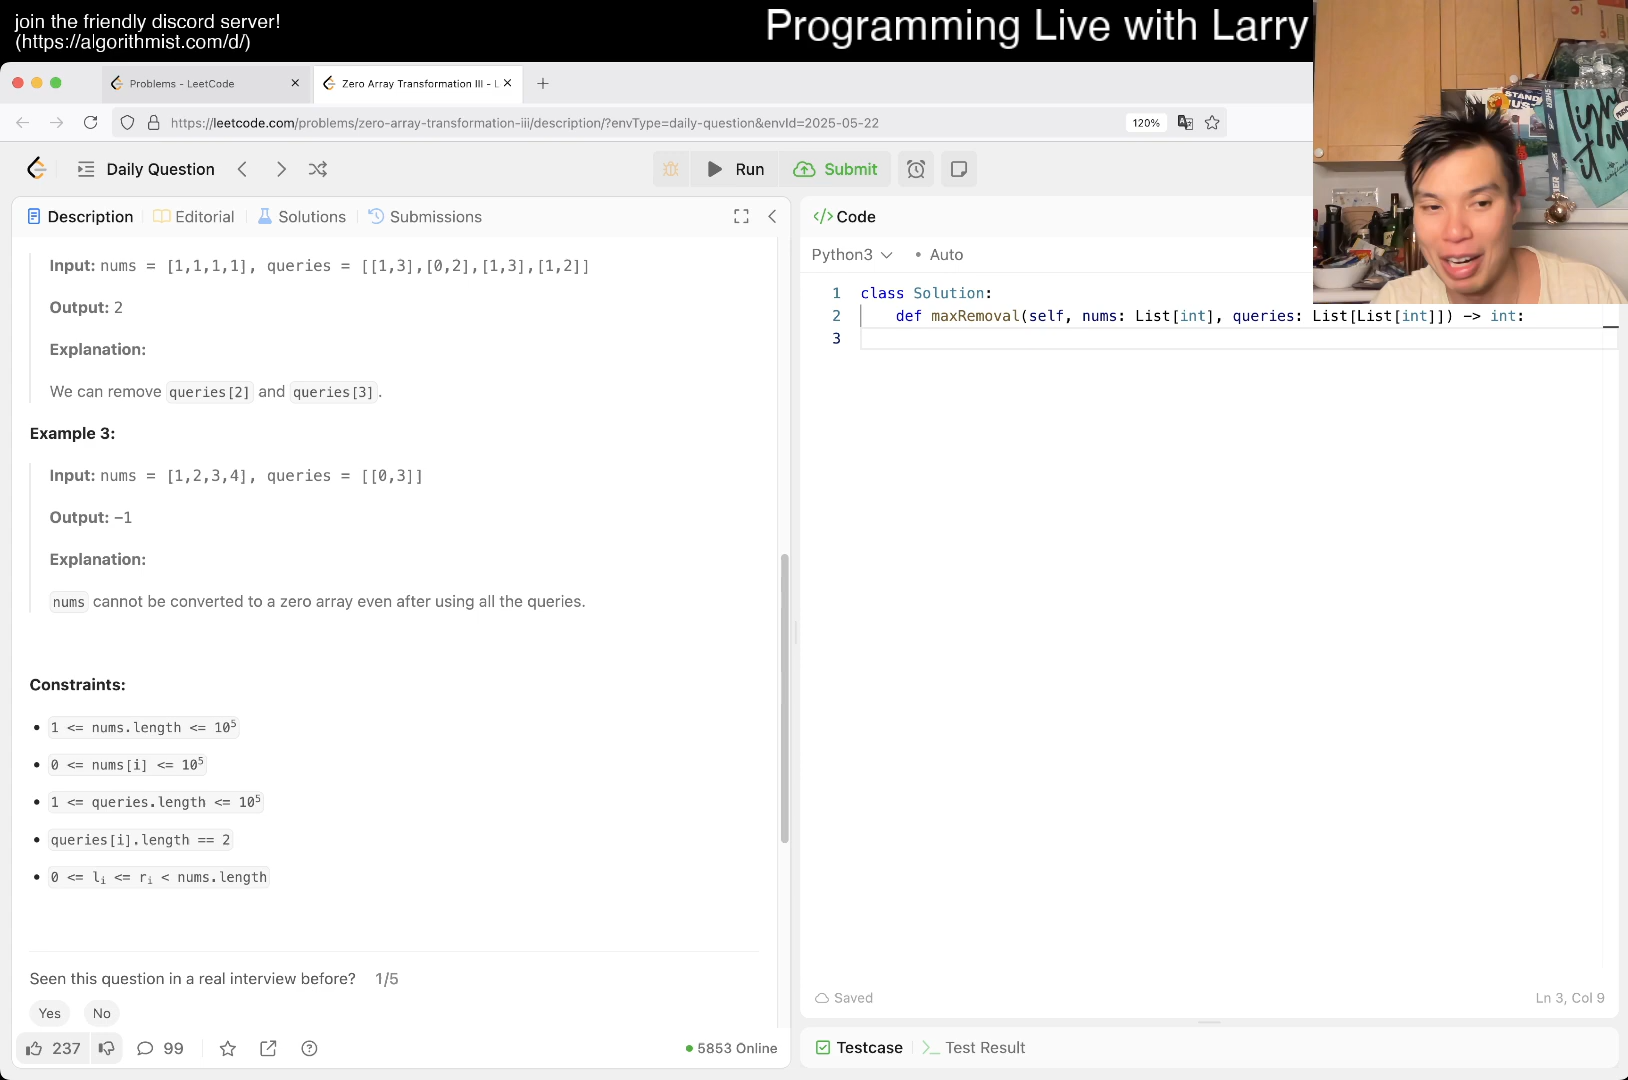 join the friendly discord server!
(https://algorithmist.com/d/)
Programming Live with Larry
Problems - LeetCode
Zero Array Transformation III - L
https://leetcode.com/problems/zero-array-transformation-iii/description/?envType=daily-question&envId=2025-05-22
120%
Daily Question
Run
Submit
Description
Editorial
Solutions
Submissions
Input: nums = [1,1,1,1], queries = [[1,3],[0,2],[1,3],[1,2]]
Output: 2
Explanation:
We can remove queries[2] and queries[3].
Example 3:
Input: nums = [1,2,3,4], queries = [[0,3]]
Output: -1
Explanation:
nums cannot be converted to a zero array even after using all the queries.
Constraints:
• 1 <= nums.length <= 10⁵
• 0 <= nums[i] <= 10⁵
• 1 <= queries.length <= 10⁵
• queries[i].length == 2
• 0 <= lᵢ <= rᵢ < nums.length
Seen this question in a real interview before? 1/5
Yes
No
237
99
5853 Online
</> Code
Python3
• Auto
1 class Solution:
2 def maxRemoval(self, nums: List[int], queries: List[List[int]]) -> int:
3
Saved
Ln 3, Col 9
Testcase
Test Result
STAND
US
light
it up